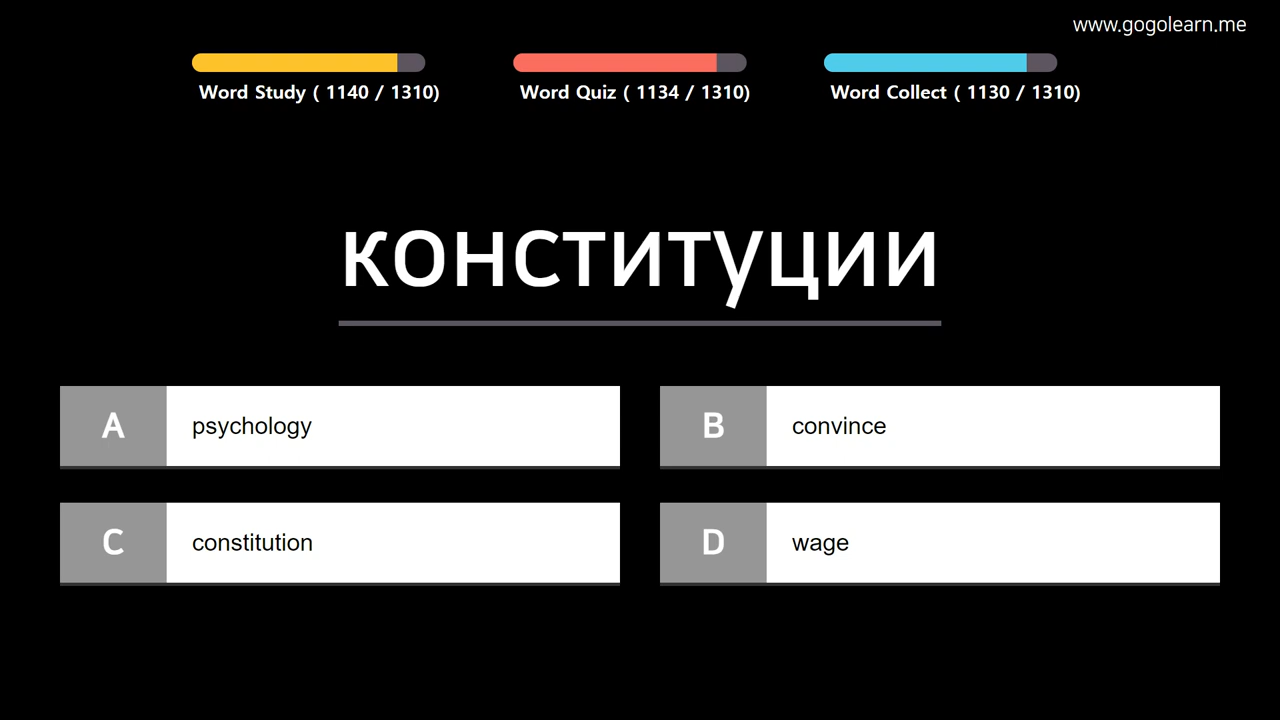 www.gogolearn.me
Word Study ( 1140 / 1310)
Word Quiz ( 1134 / 1310)
Word Collect ( 1130 / 1310)
конституции
A psychology
B convince
C constitution
D wage